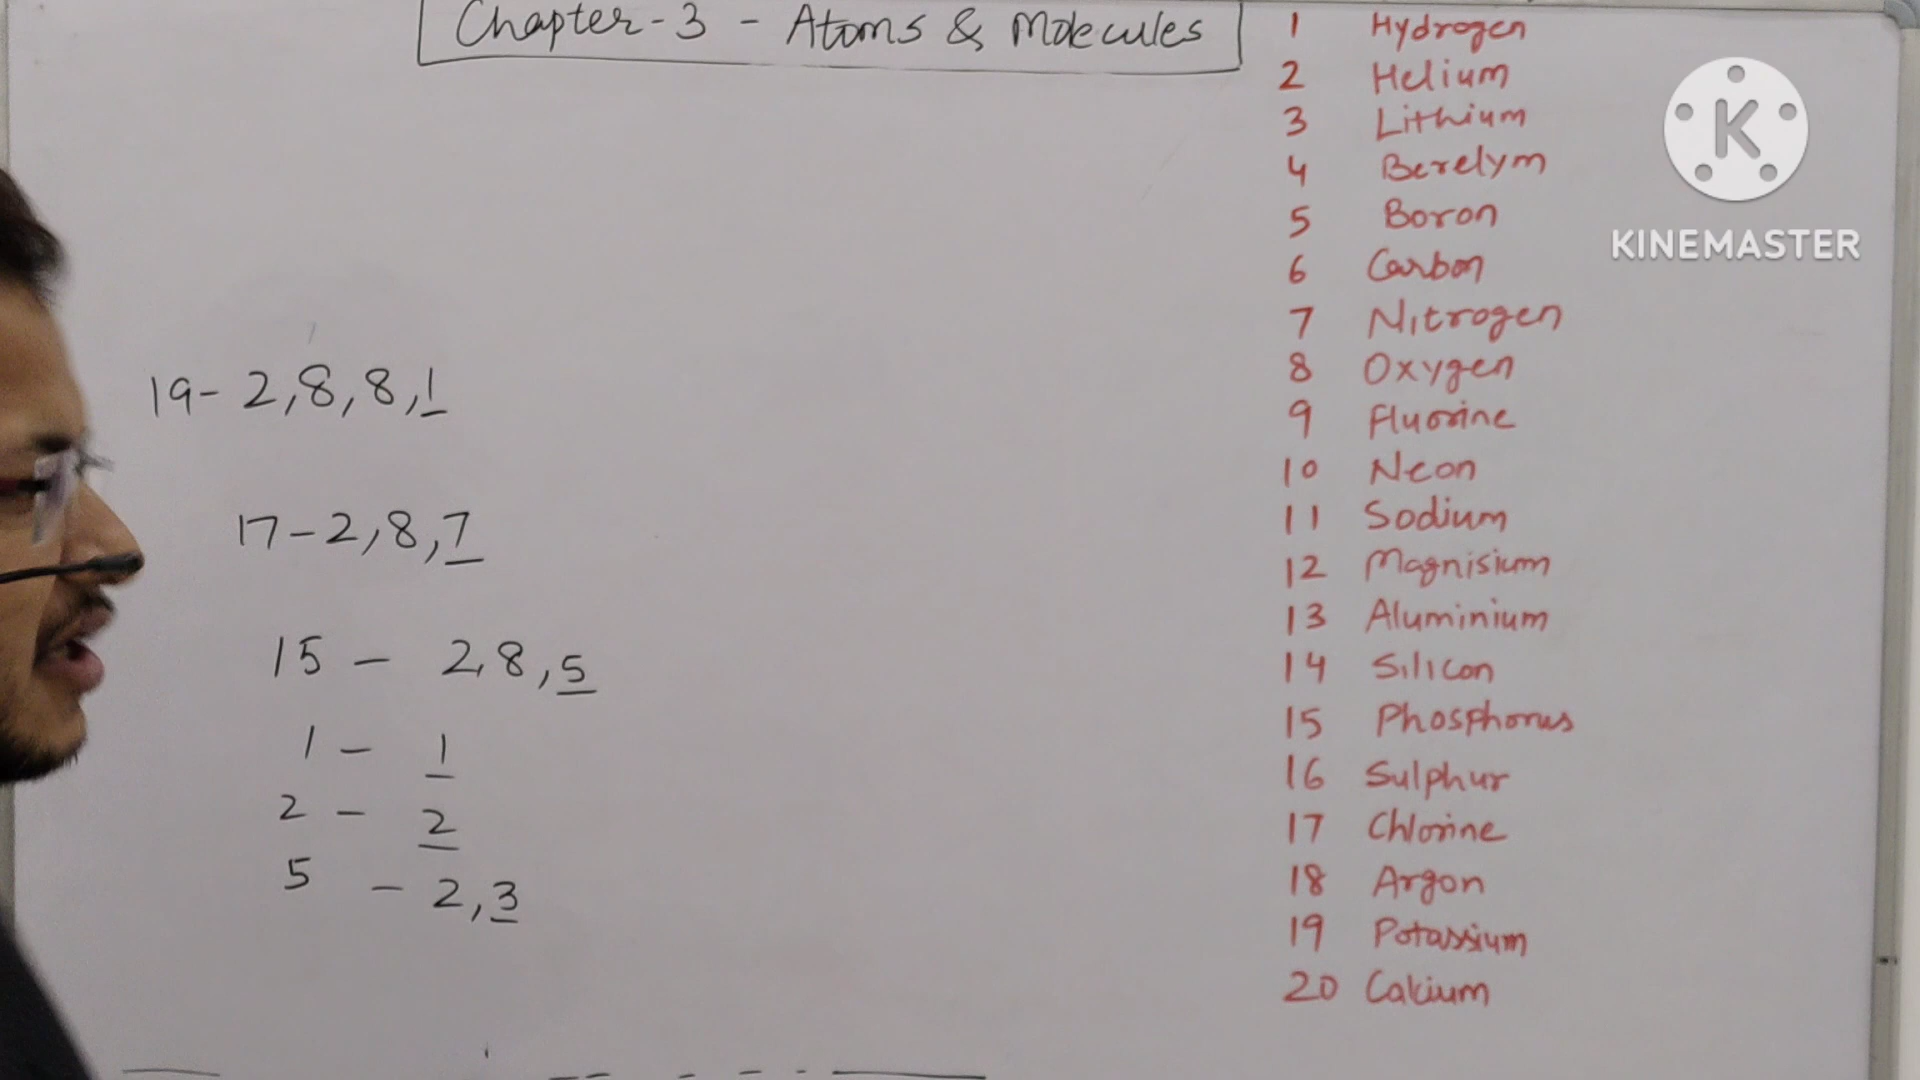 Chapter-3 - Atoms & Molecules
19- 2,8,8,1
17-2,8,7
15 - 2,8,5
1 - 1
2 - 2
5 - 2,3
1 Hydrogen
2 Helium
3 Lithium
4 Berelym
5 Boron
6 Carbon
7 Nitrogen
8 Oxygen
9 Fluorine
10 Neon
11 Sodium
12 Magnisium
13 Aluminium
14 Silicon
15 Phosphorus
16 Sulphur
17 Chlorine
18 Argon
19 Potassium
20 Calcium
K
KINEMASTER